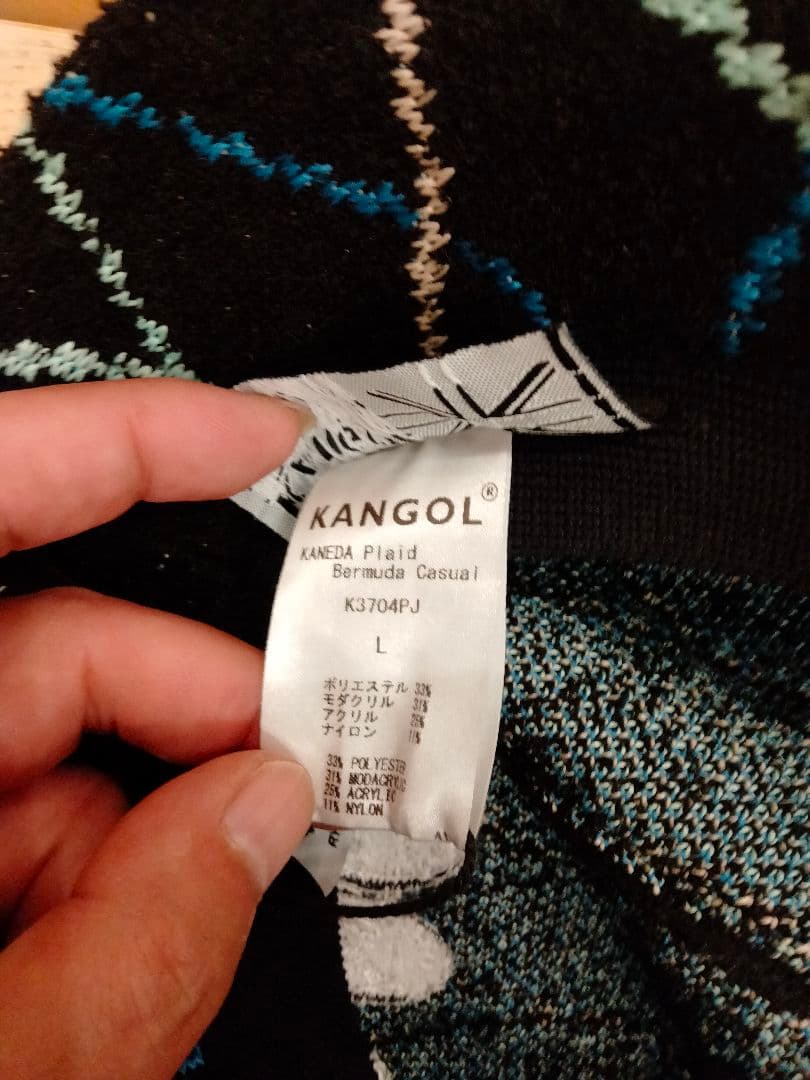 KANGOL®
KANEDA Plaid
Bermuda Casual
K3704PJ
L
ポリエステル 33%
モダクリル 31%
アクリル 25%
ナイロン 11%
33% POLYESTER
31% MODACRYLIC
25% ACRYLIC
11% NYLON